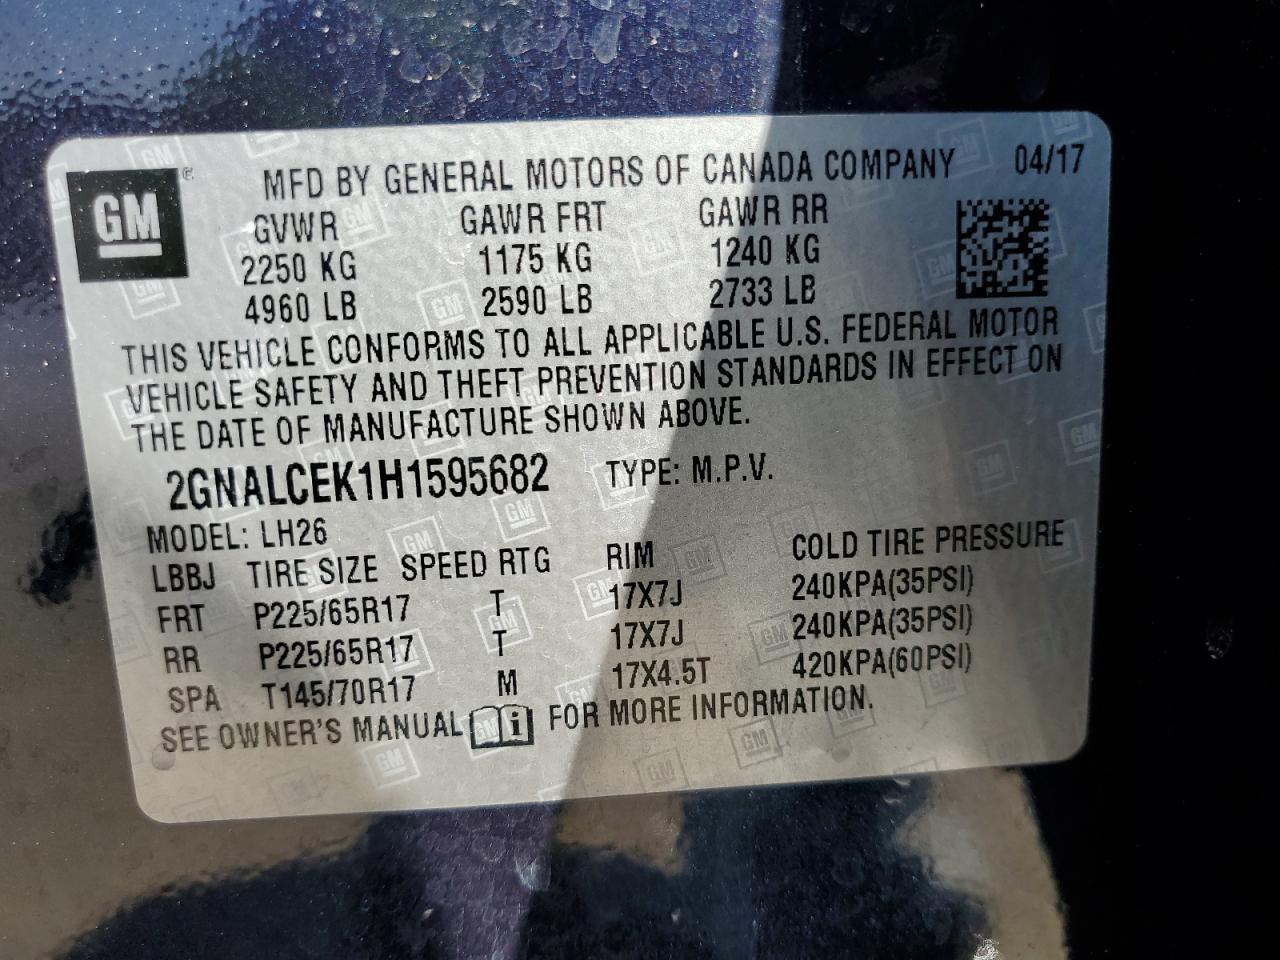 GM ® MFD BY GENERAL MOTORS OF CANADA COMPANY 04/17
GVWR GAWR FRT GAWR RR
2250 KG 1175 KG 1240 KG
4960 LB 2590 LB 2733 LB
THIS VEHICLE CONFORMS TO ALL APPLICABLE U.S. FEDERAL MOTOR
VEHICLE SAFETY AND THEFT PREVENTION STANDARDS IN EFFECT ON
THE DATE OF MANUFACTURE SHOWN ABOVE.
2GNALCEK1H1595682 TYPE: M.P.V.
MODEL: LH26
LBBJ TIRE SIZE SPEED RTG RIM COLD TIRE PRESSURE
FRT P225/65R17 T 17X7J 240KPA(35PSI)
RR P225/65R17 T 17X7J 240KPA(35PSI)
SPA T145/70R17 M 17X4.5T 420KPA(60PSI)
SEE OWNER'S MANUAL i FOR MORE INFORMATION.